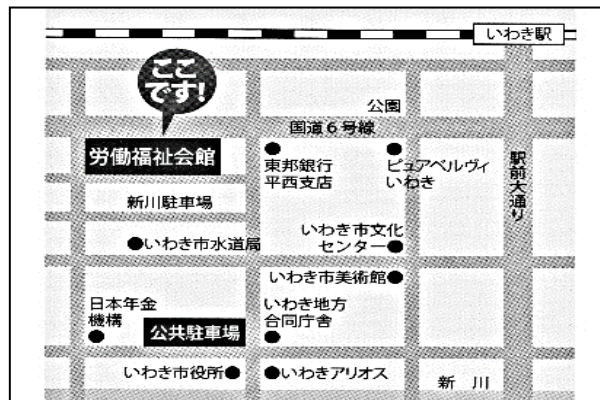 いわき駅
ここ
です!
公園
国道6号線
労働福祉会館
東邦銀行
平西支店
ピュアベルヴィ
いわき
駅前大通り
新川駐車場
いわき市水道局
いわき市文化
センター
いわき市美術館
日本年金
機構
公共駐車場
いわき地方
合同庁舎
いわき市役所
いわきアリオス
新 川